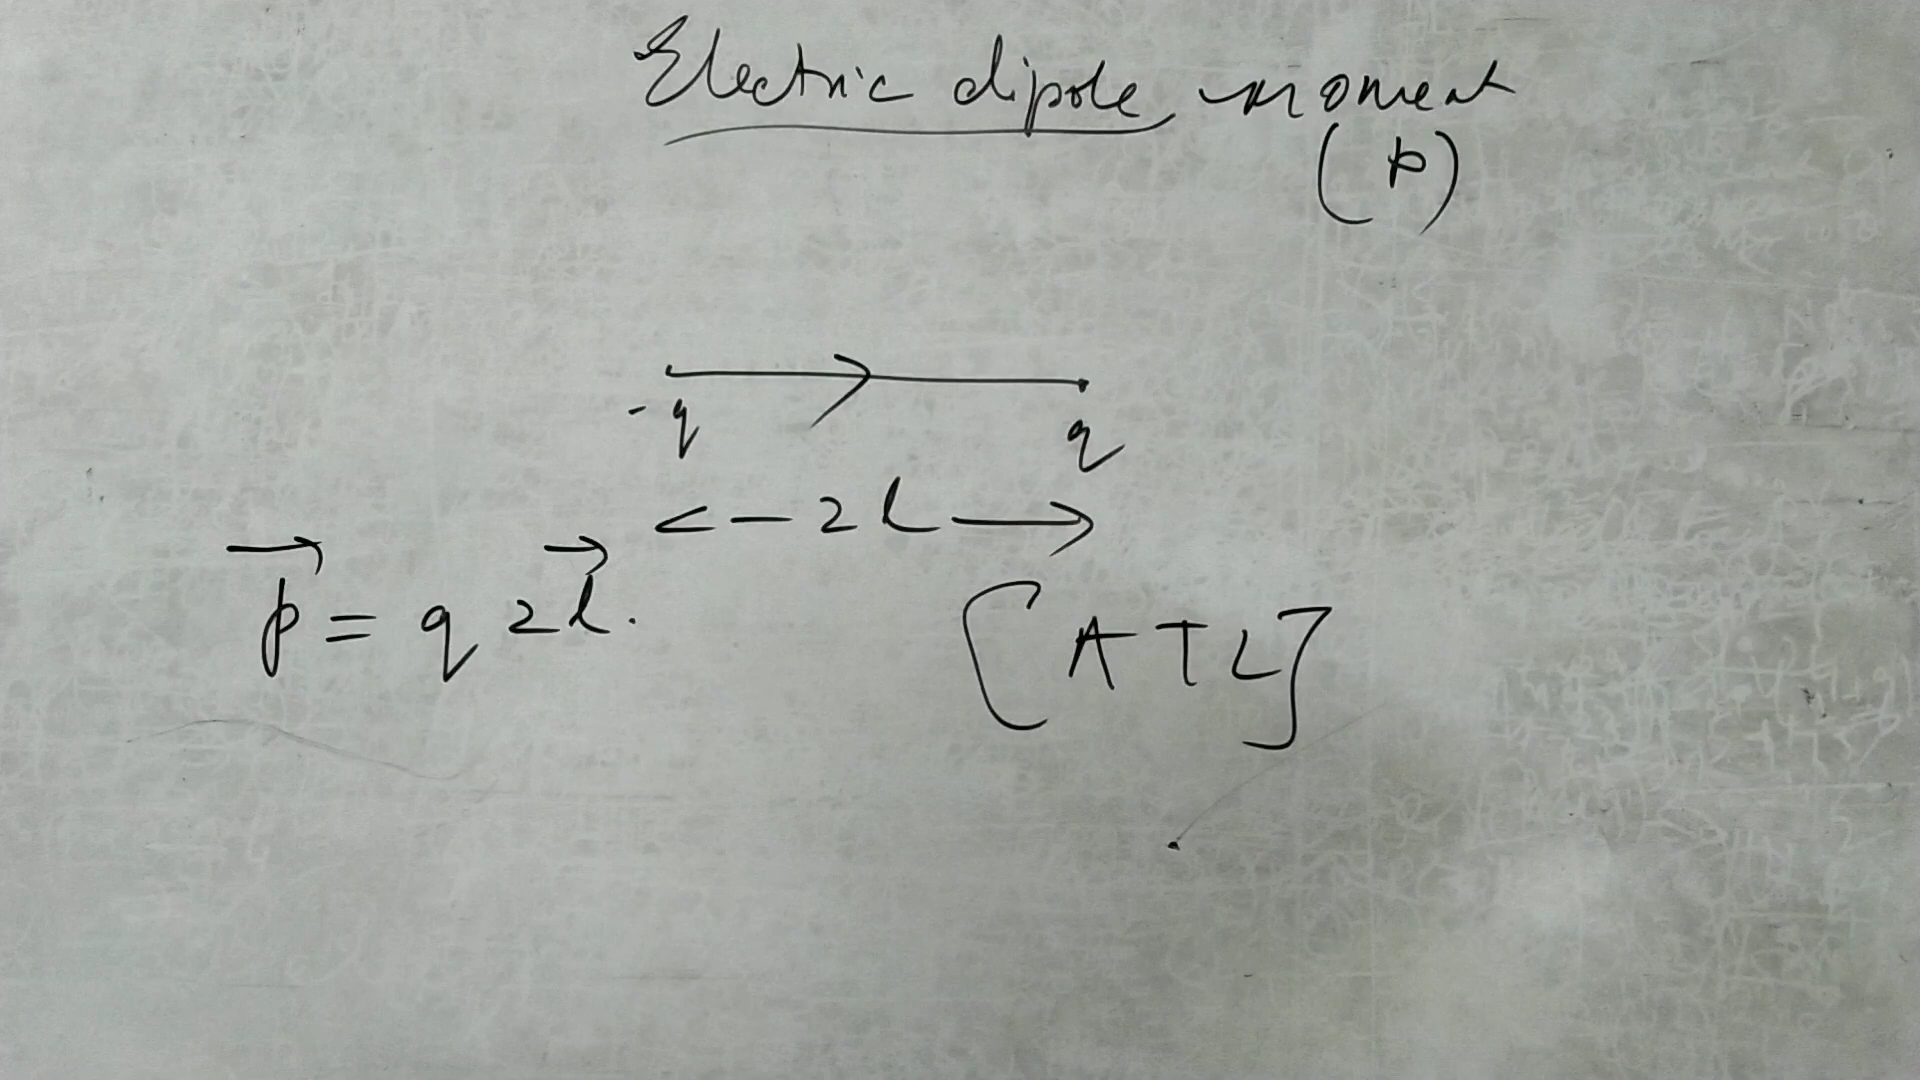 Electric dipole moment
(p)
-q q
<- 2l ->
p⃗ = q 2l⃗.
[ATL]